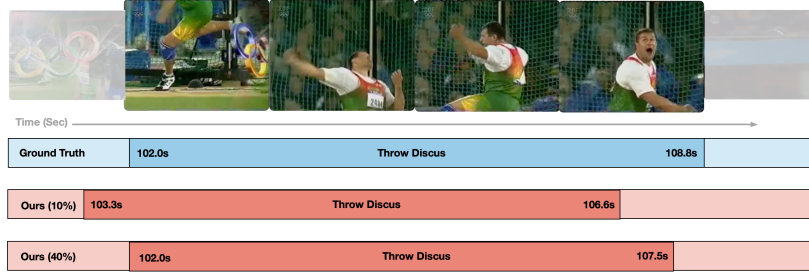 Time (Sec)
Ground Truth 102.0s Throw Discus 108.8s
Ours (10%) 103.3s Throw Discus 106.6s
Ours (40%) 102.0s Throw Discus 107.5s